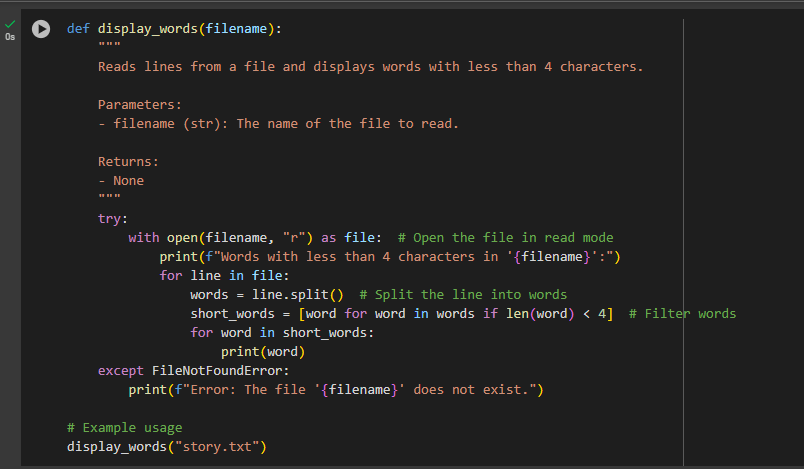 0s
def display_words(filename):
    """
    Reads lines from a file and displays words with less than 4 characters.

    Parameters:
    - filename (str): The name of the file to read.

    Returns:
    - None
    """
    try:
        with open(filename, "r") as file:  # Open the file in read mode
            print(f"Words with less than 4 characters in '{filename}':")
            for line in file:
                words = line.split()  # Split the line into words
                short_words = [word for word in words if len(word) < 4]  # Filter words
                for word in short_words:
                    print(word)
    except FileNotFoundError:
        print(f"Error: The file '{filename}' does not exist.")

# Example usage
display_words("story.txt")